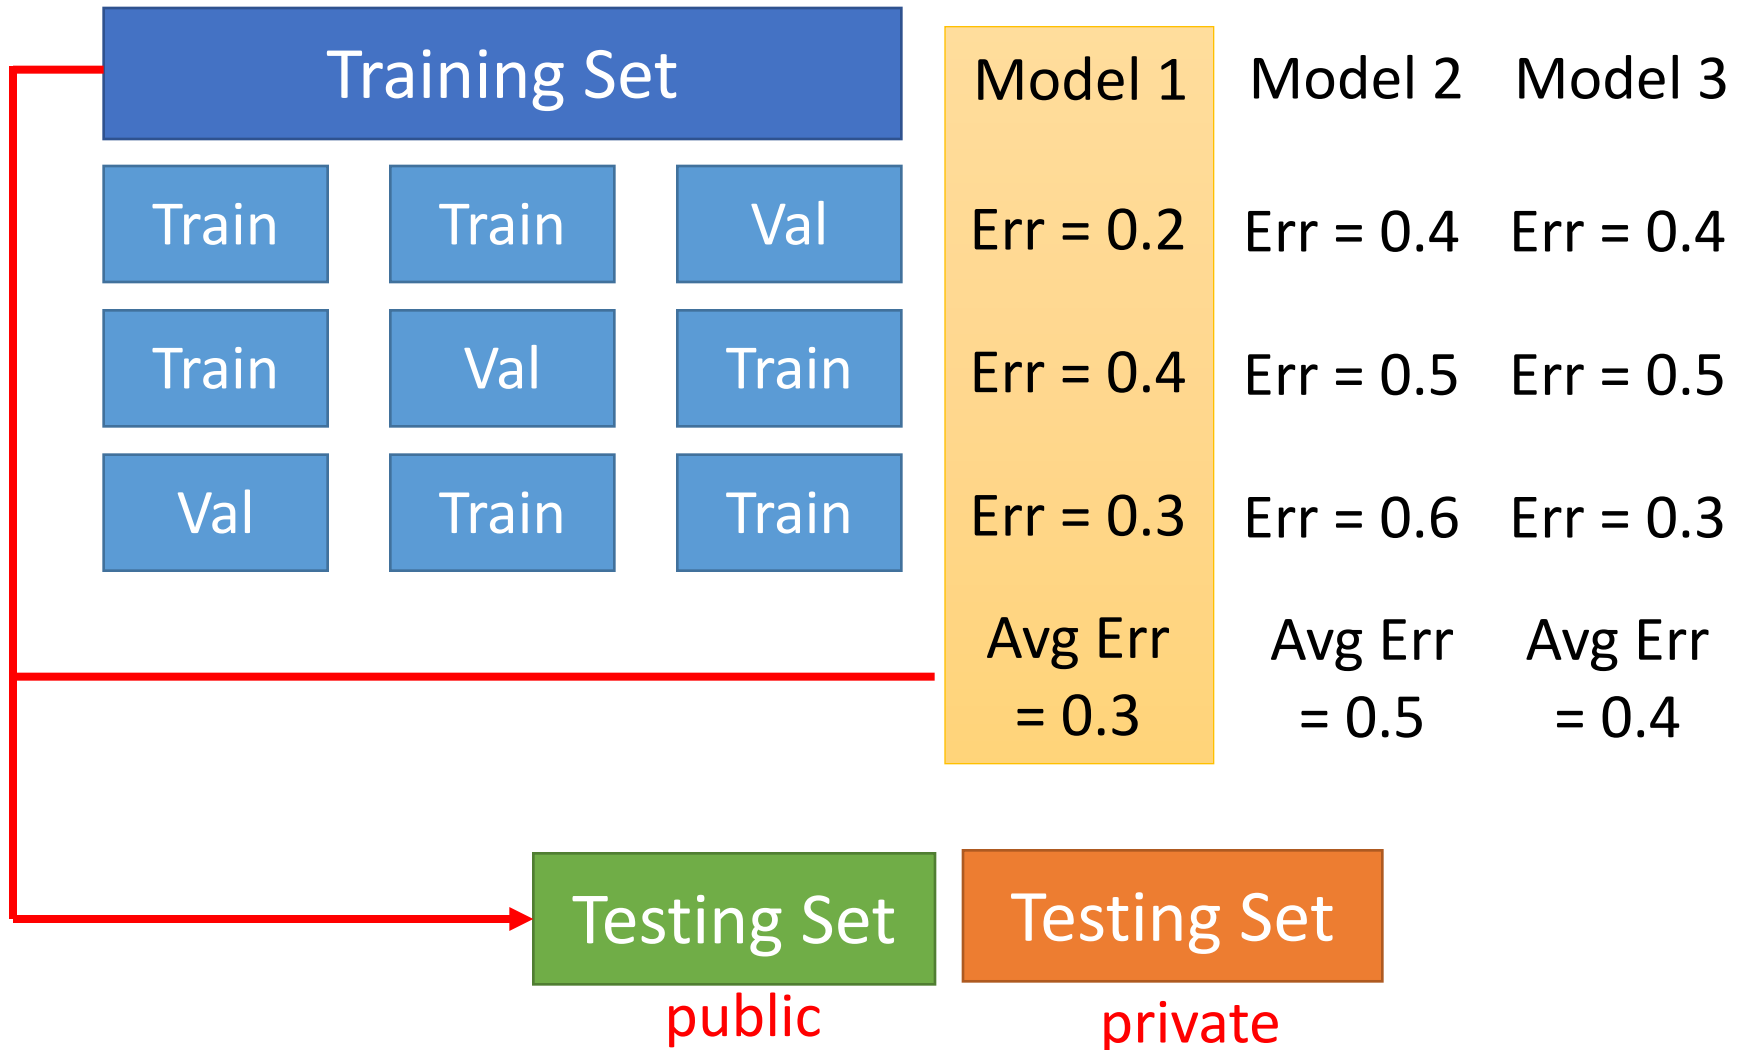 Training Set
Model 1 Model 2 Model 3
Train Train Val Err = 0.2 Err = 0.4 Err = 0.4
Train Val Train Err = 0.4 Err = 0.5 Err = 0.5
Val Train Train Err = 0.3 Err = 0.6 Err = 0.3
Avg Err Avg Err Avg Err
= 0.3 = 0.5 = 0.4
Testing Set Testing Set
public private